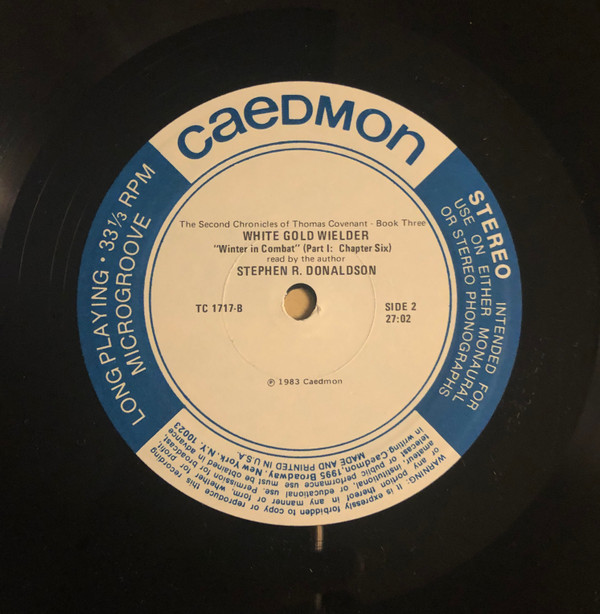 CAEDMON
The Second Chronicles of Thomas Covenant - Book Three
WHITE GOLD WIELDER
"Winter in Combat" (Part I: Chapter Six)
read by the author
STEPHEN R. DONALDSON
TC 1717-B
SIDE 2
27:02
℗ 1983 Caedmon
LONG PLAYING • 33⅓ RPM
MICROGROOVE
STEREO INTENDED FOR
USE ON EITHER MONAURAL
OR STEREO PHONOGRAPHS
WARNING: It is expressly forbidden to copy or reproduce this recording
or any portion thereof in any manner or form, whether for profit,
amateur, or educational use. Permission for broadcast,
telecast, or public performance must be obtained in advance,
in writing Caedmon, 1995 Broadway, New York, N.Y. 10023
MADE AND PRINTED IN U.S.A.